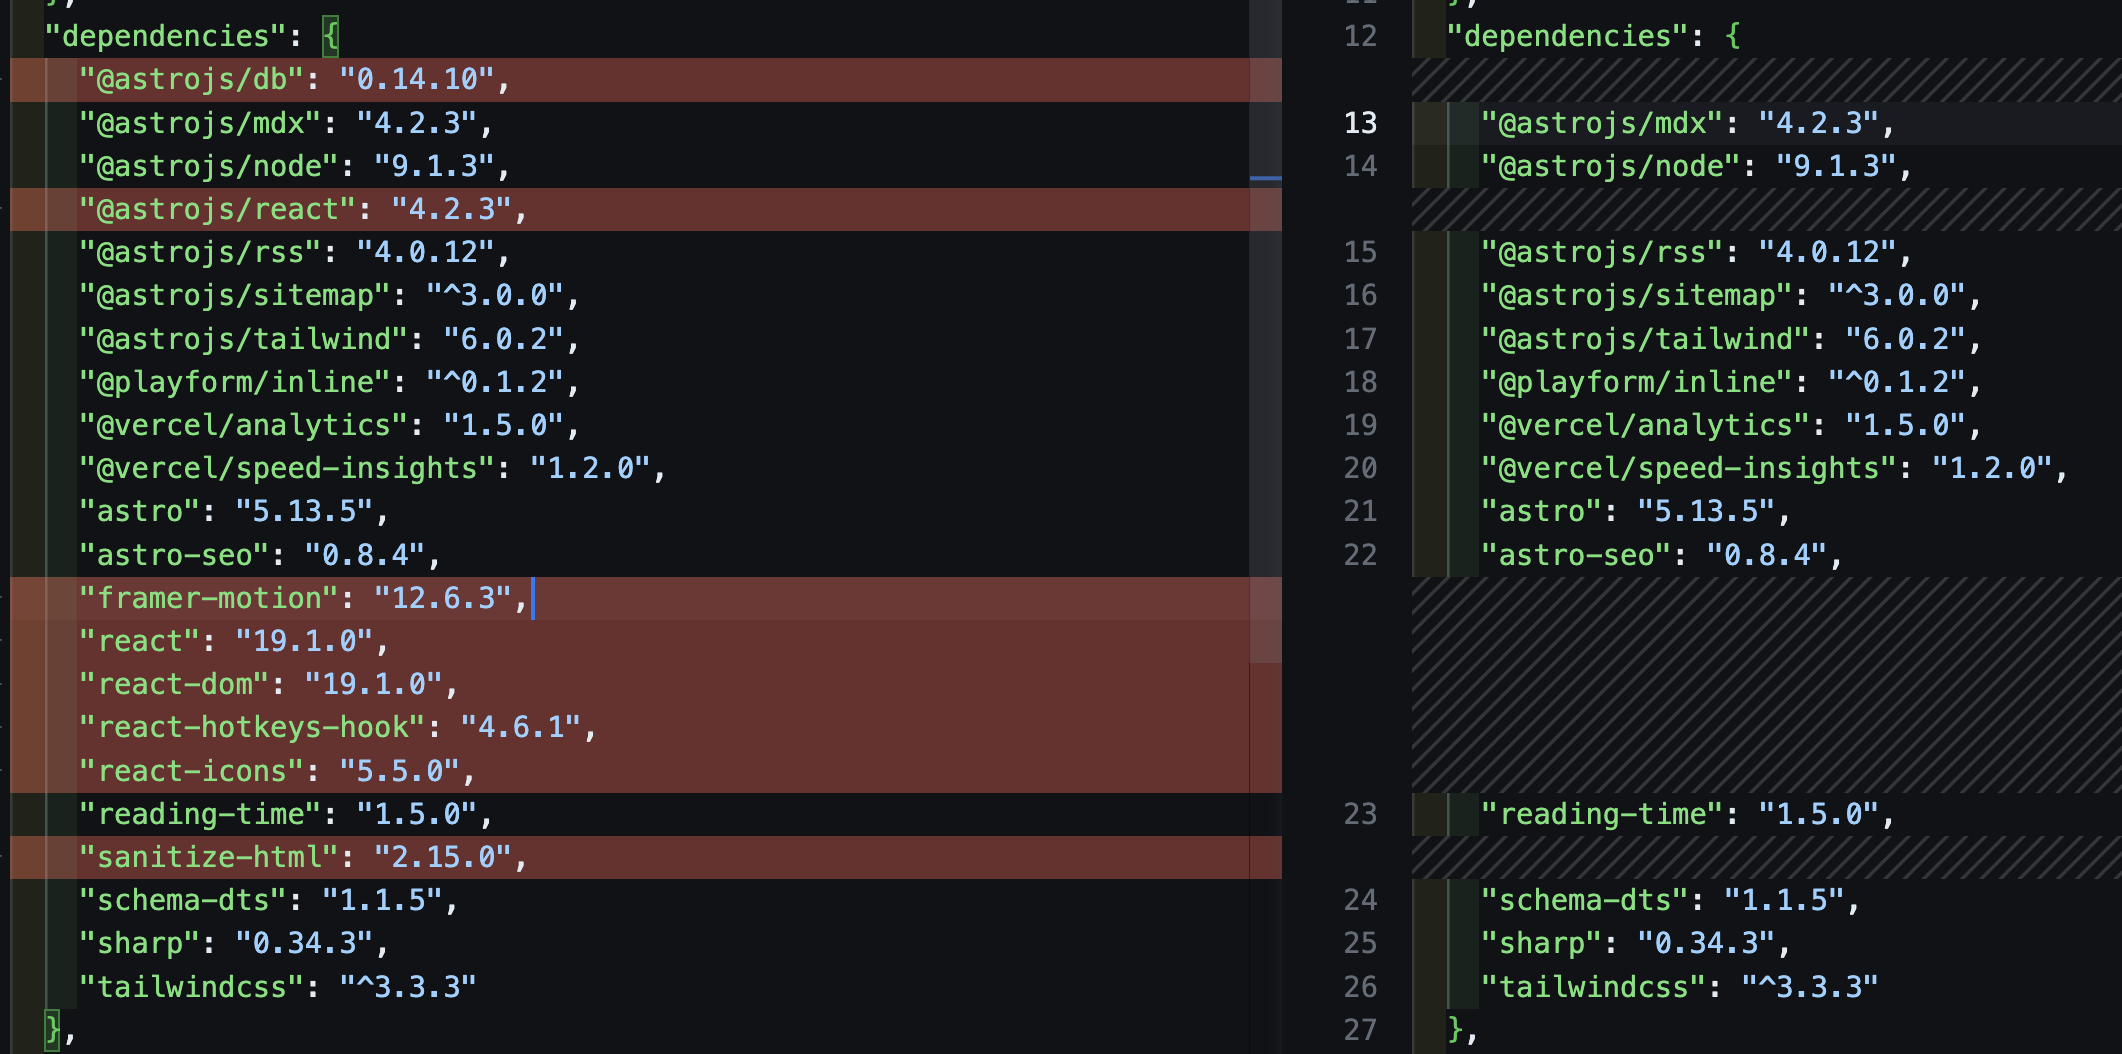 "dependencies": {
"@astrojs/db": "0.14.10",
"@astrojs/mdx": "4.2.3",
"@astrojs/node": "9.1.3",
"@astrojs/react": "4.2.3",
"@astrojs/rss": "4.0.12",
"@astrojs/sitemap": "^3.0.0",
"@astrojs/tailwind": "6.0.2",
"@playform/inline": "^0.1.2",
"@vercel/analytics": "1.5.0",
"@vercel/speed-insights": "1.2.0",
"astro": "5.13.5",
"astro-seo": "0.8.4",
"framer-motion": "12.6.3",
"react": "19.1.0",
"react-dom": "19.1.0",
"react-hotkeys-hook": "4.6.1",
"react-icons": "5.5.0",
"reading-time": "1.5.0",
"sanitize-html": "2.15.0",
"schema-dts": "1.1.5",
"sharp": "0.34.3",
"tailwindcss": "^3.3.3"
},
12 "dependencies": {
13 "@astrojs/mdx": "4.2.3",
14 "@astrojs/node": "9.1.3",
15 "@astrojs/rss": "4.0.12",
16 "@astrojs/sitemap": "^3.0.0",
17 "@astrojs/tailwind": "6.0.2",
18 "@playform/inline": "^0.1.2",
19 "@vercel/analytics": "1.5.0",
20 "@vercel/speed-insights": "1.2.0",
21 "astro": "5.13.5",
22 "astro-seo": "0.8.4",
23 "reading-time": "1.5.0",
24 "schema-dts": "1.1.5",
25 "sharp": "0.34.3",
26 "tailwindcss": "^3.3.3"
27 },